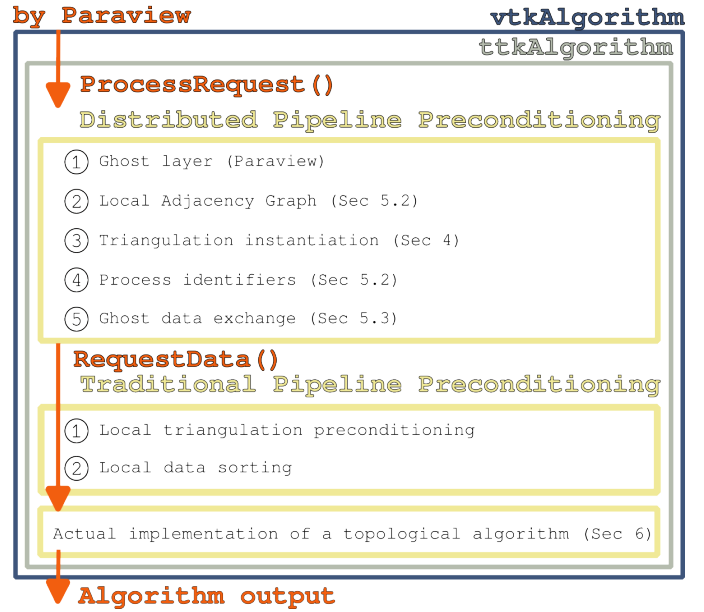 by Paraview
vtkAlgorithm
ttkAlgorithm
ProcessRequest()
Distributed Pipeline Preconditioning
1 Ghost layer (Paraview)
2 Local Adjacency Graph (Sec 5.2)
3 Triangulation instantiation (Sec 4)
4 Process identifiers (Sec 5.2)
5 Ghost data exchange (Sec 5.3)
RequestData()
Traditional Pipeline Preconditioning
1 Local triangulation preconditioning
2 Local data sorting
Actual implementation of a topological algorithm (Sec 6)
Algorithm output